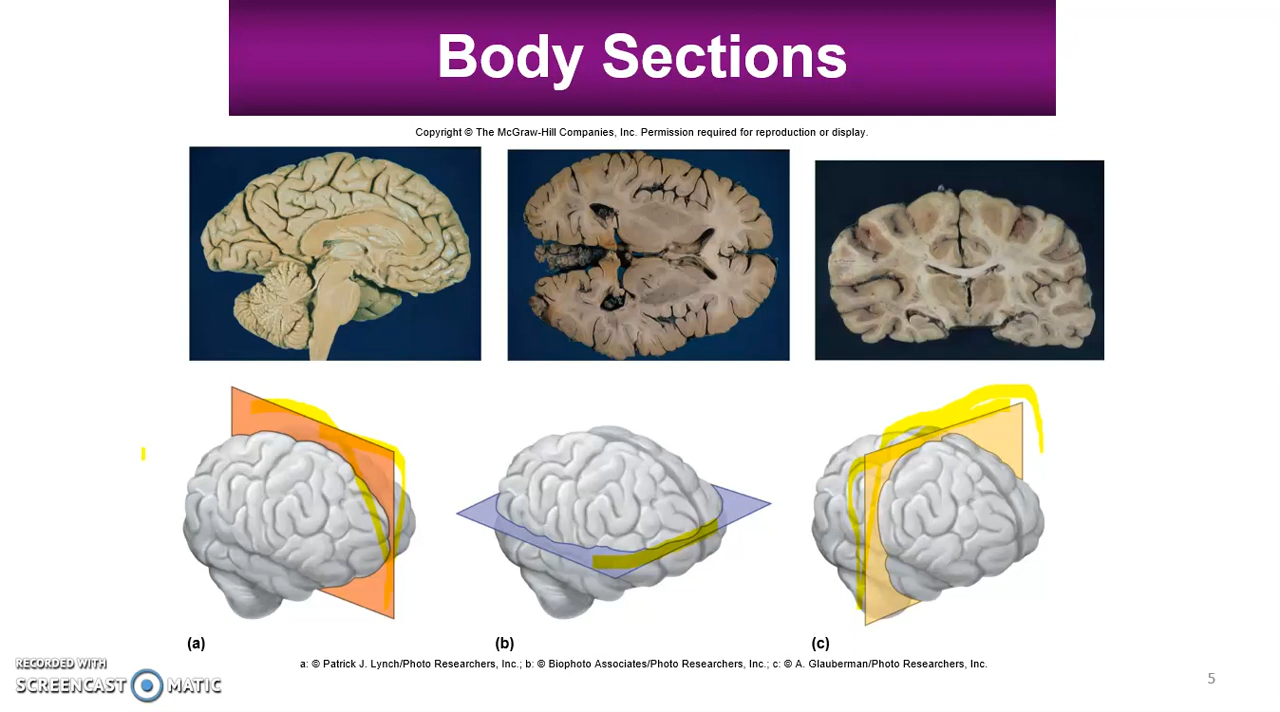 Body Sections
Copyright © The McGraw-Hill Companies, Inc. Permission required for reproduction or display.
(a)
(b)
(c)
a: © Patrick J. Lynch/Photo Researchers, Inc.; b: © Biophoto Associates/Photo Researchers, Inc.; c: © A. Glauberman/Photo Researchers, Inc.
RECORDED WITH
SCREENCAST MATIC
5